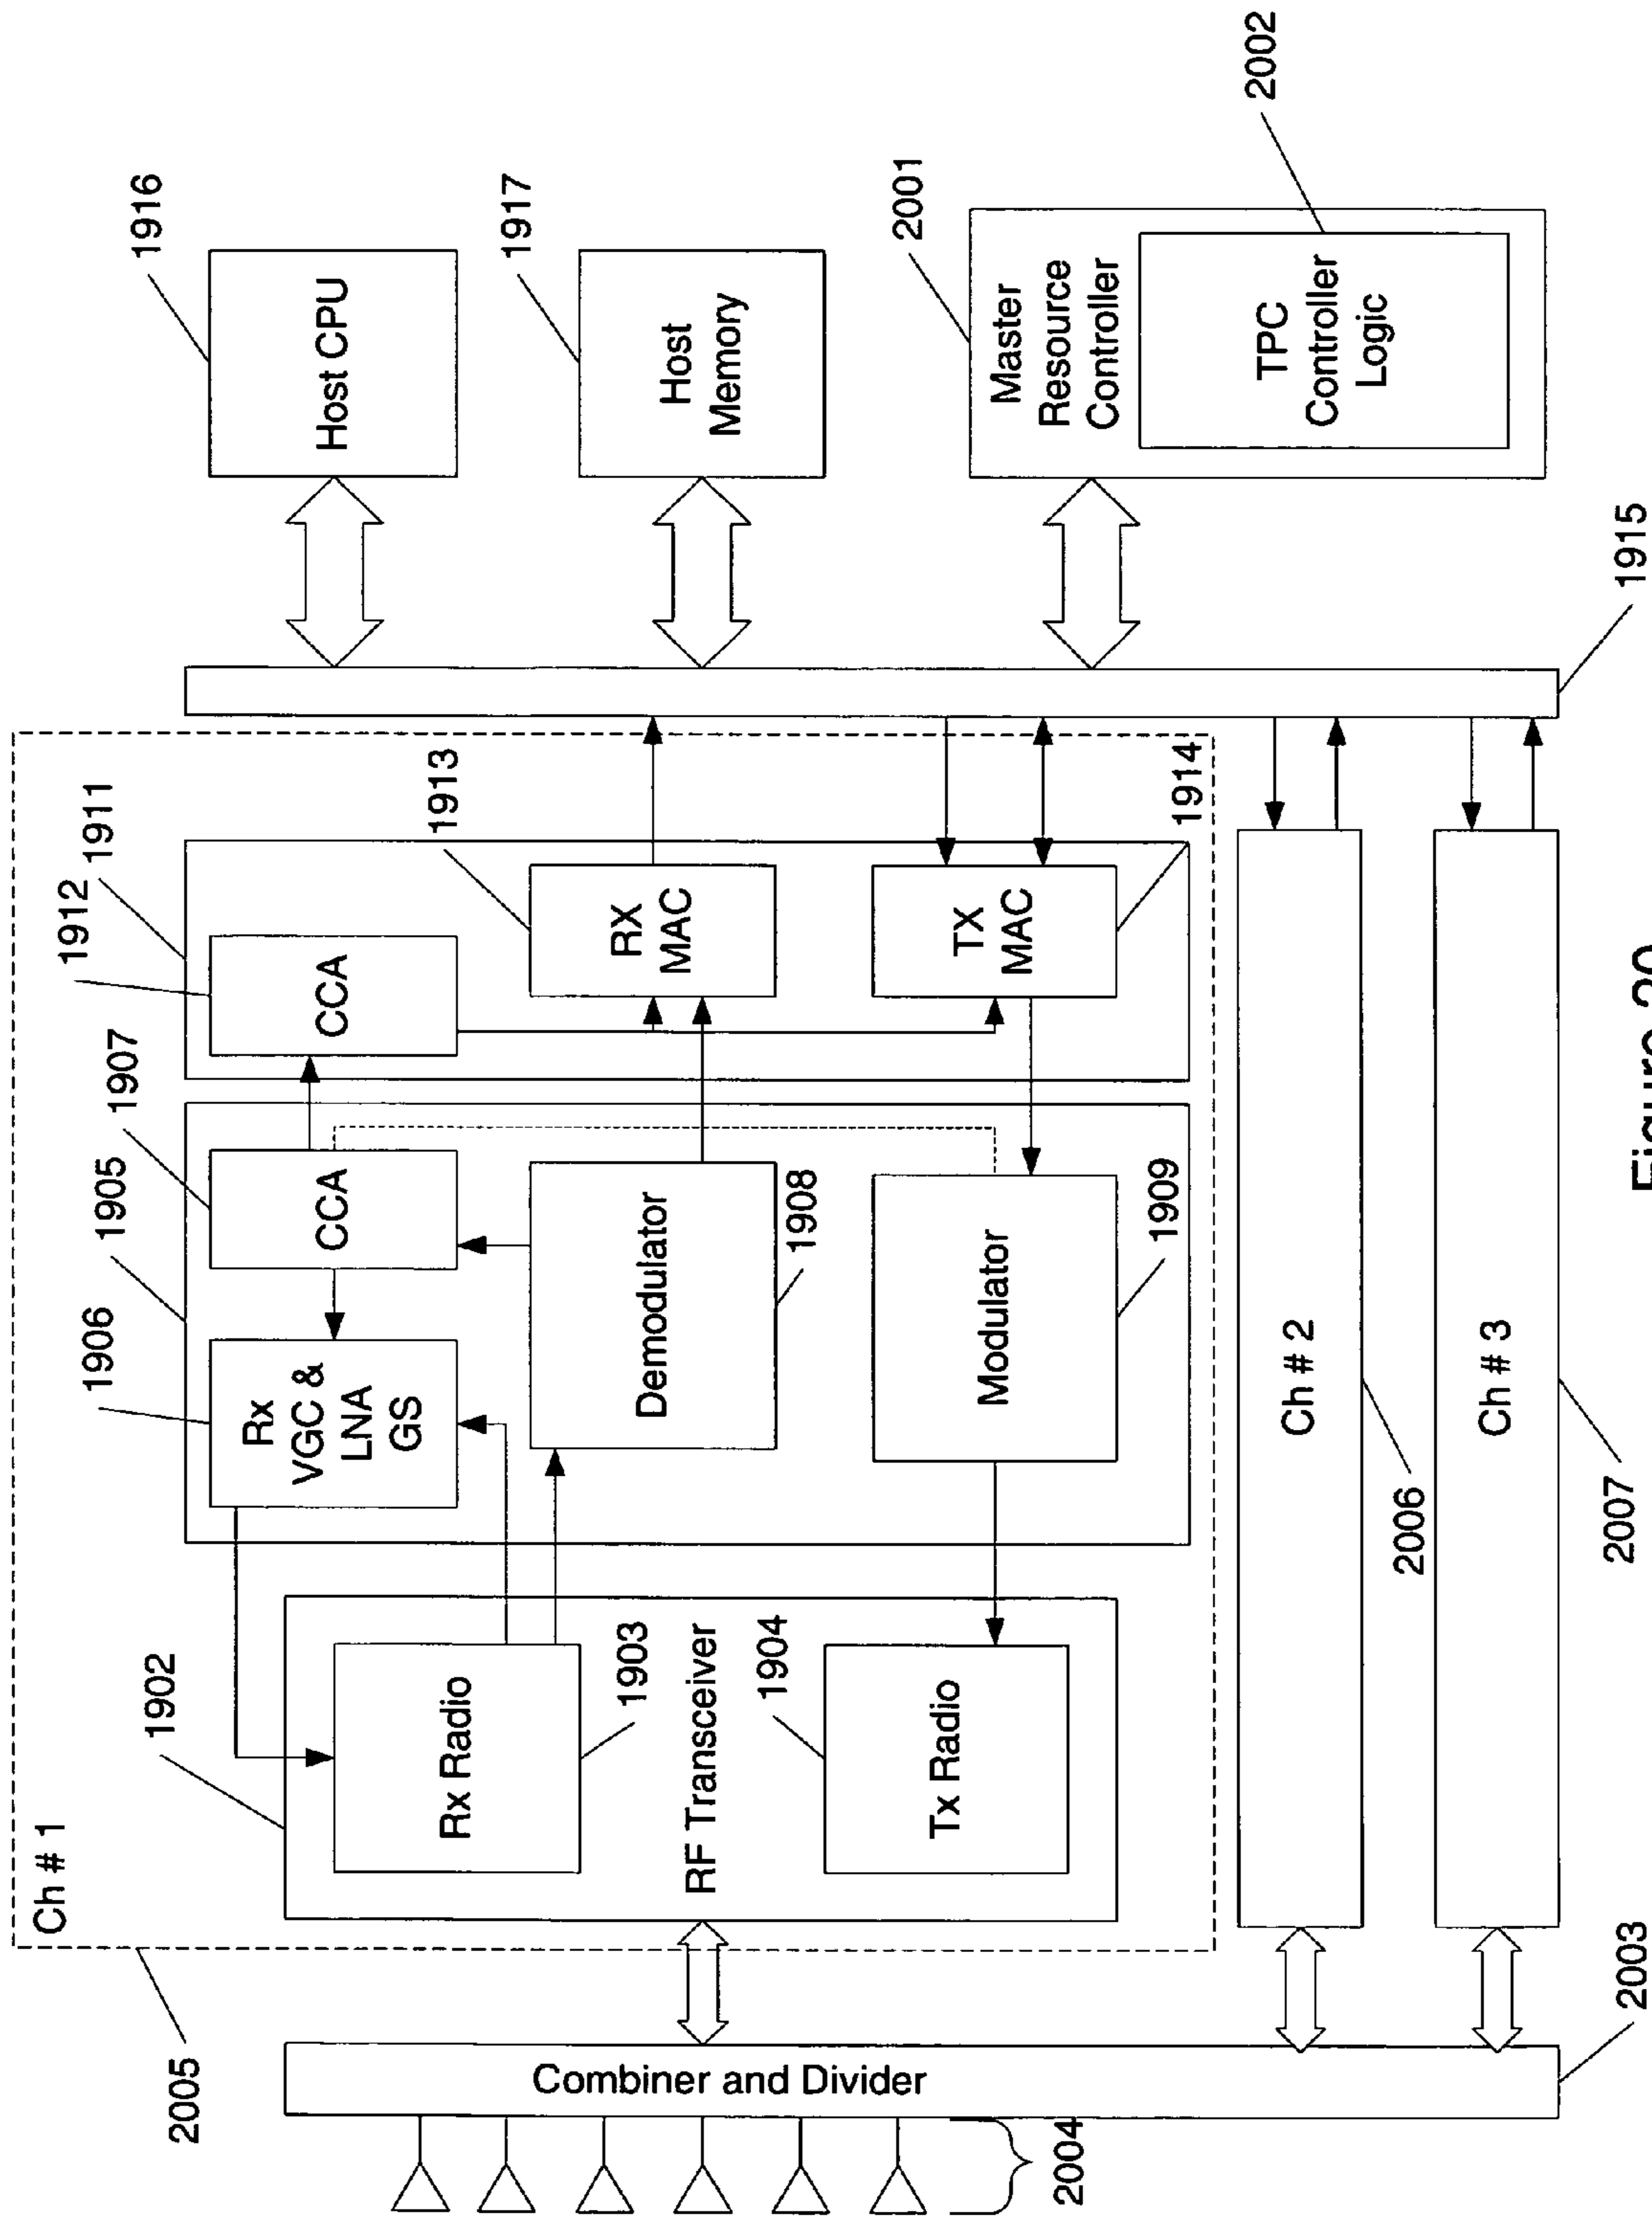 Ch # 1
2005
1902
1906
1905
1907
1912
1911
1916
Rx
VGC &
LNA
GS
CCA
CCA
Host CPU
Rx Radio
1903
Demodulator
1908
1913
RX
MAC
1917
Host
Memory
Combiner and Divider
RF Transceiver
1904
Tx Radio
Modulator
1909
TX
MAC
1914
2001
Master
Resource
Controller
2002
TPC
Controller
Logic
2004
Ch # 2
2006
Ch # 3
2007
2003
1915
Figure 20